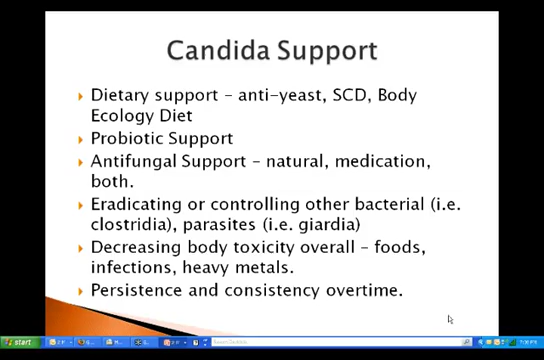 Candida Support
Dietary support – anti-yeast, SCD, Body
Ecology Diet
Probiotic Support
Antifungal Support – natural, medication,
both.
Eradicating or controlling other bacterial (i.e.
clostridia), parasites (i.e. giardia)
Decreasing body toxicity overall – foods,
infections, heavy metals.
Persistence and consistency overtime.
start